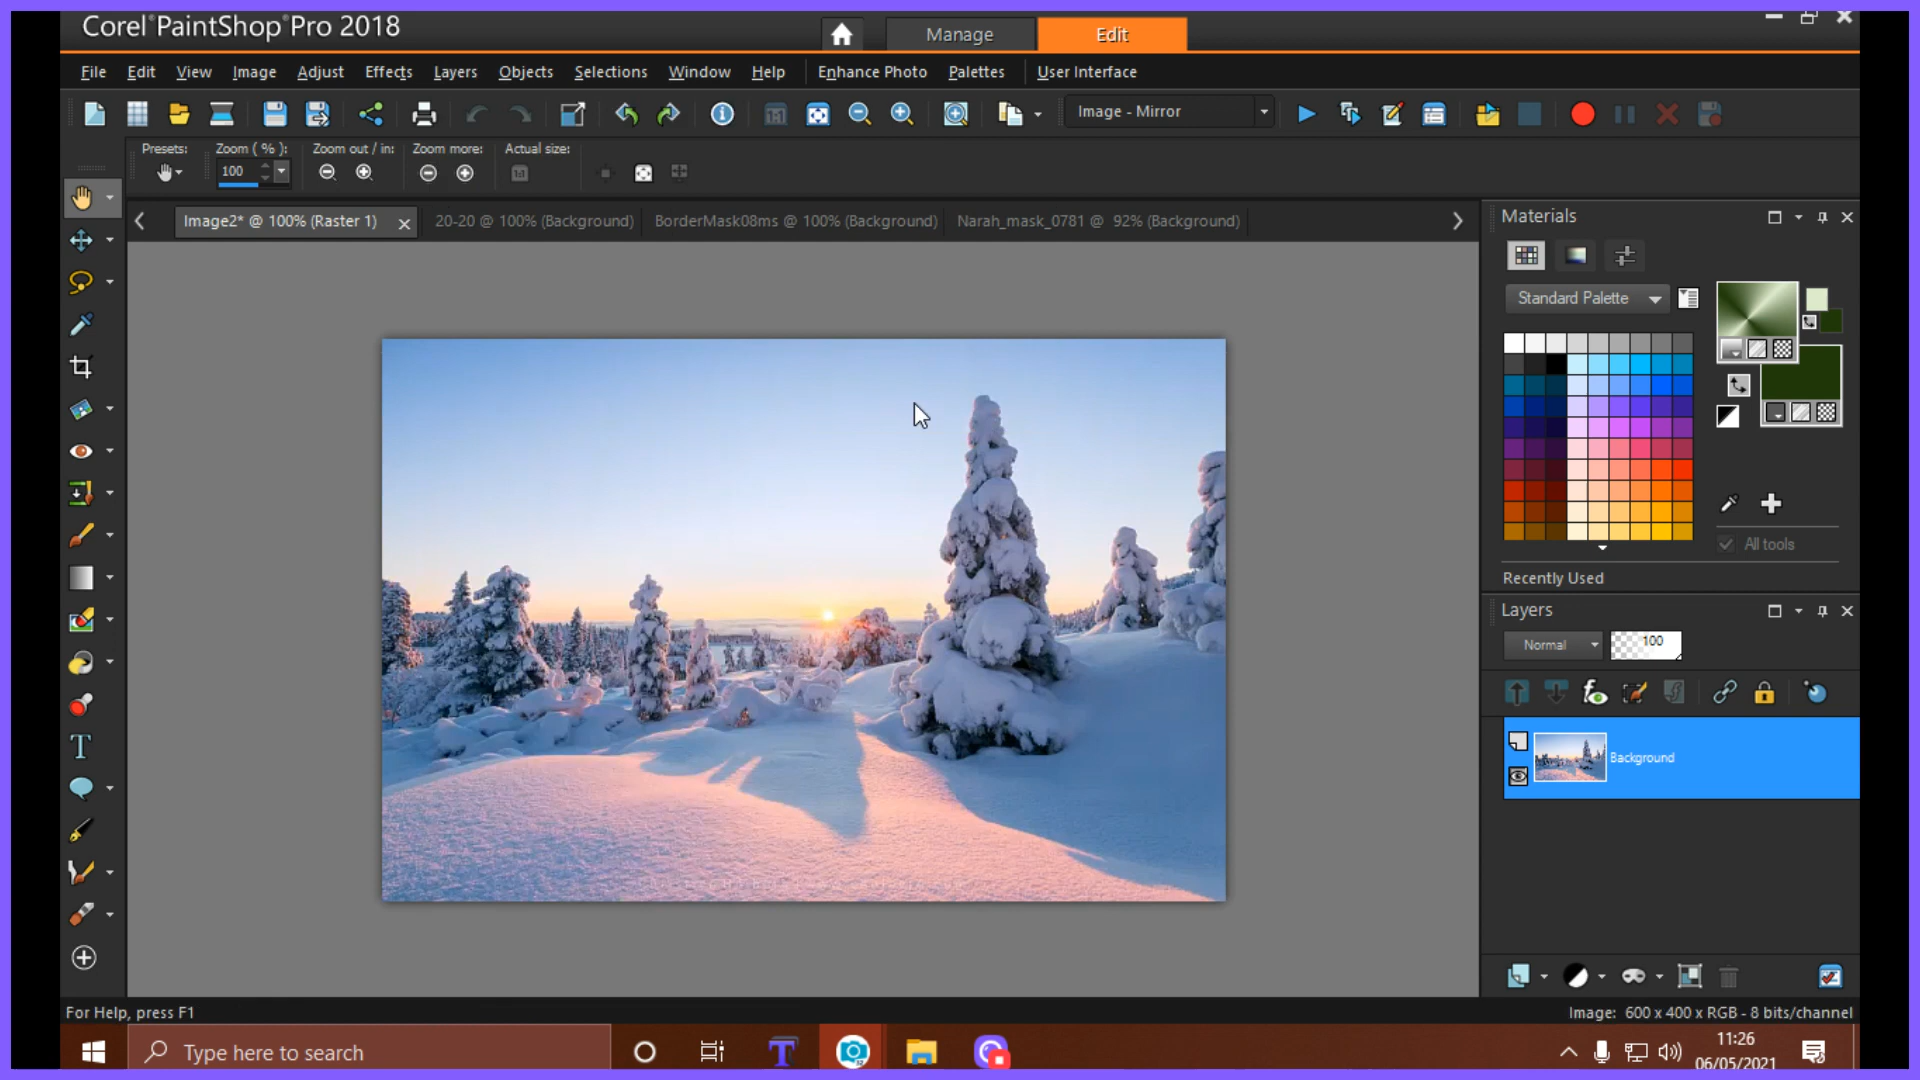 Corel PaintShop Pro 2018
Manage
Edit
File Edit View Image Adjust Effects Layers Objects Selections Window Help Enhance Photo Palettes User Interface
Image - Mirror
Presets: Zoom ( % ): Zoom out / in: Zoom more: Actual size:
100
Image2* @ 100% (Raster 1)
20-20 @ 100% (Background)
BorderMask08ms @ 100% (Background)
Narah_mask_0781 @ 92% (Background)
Materials
Standard Palette
All tools
Recently Used
Layers
Normal
100
Background
For Help, press F1
Image: 600 x 400 x RGB - 8 bits/channel
Type here to search
11:26
06/05/2021